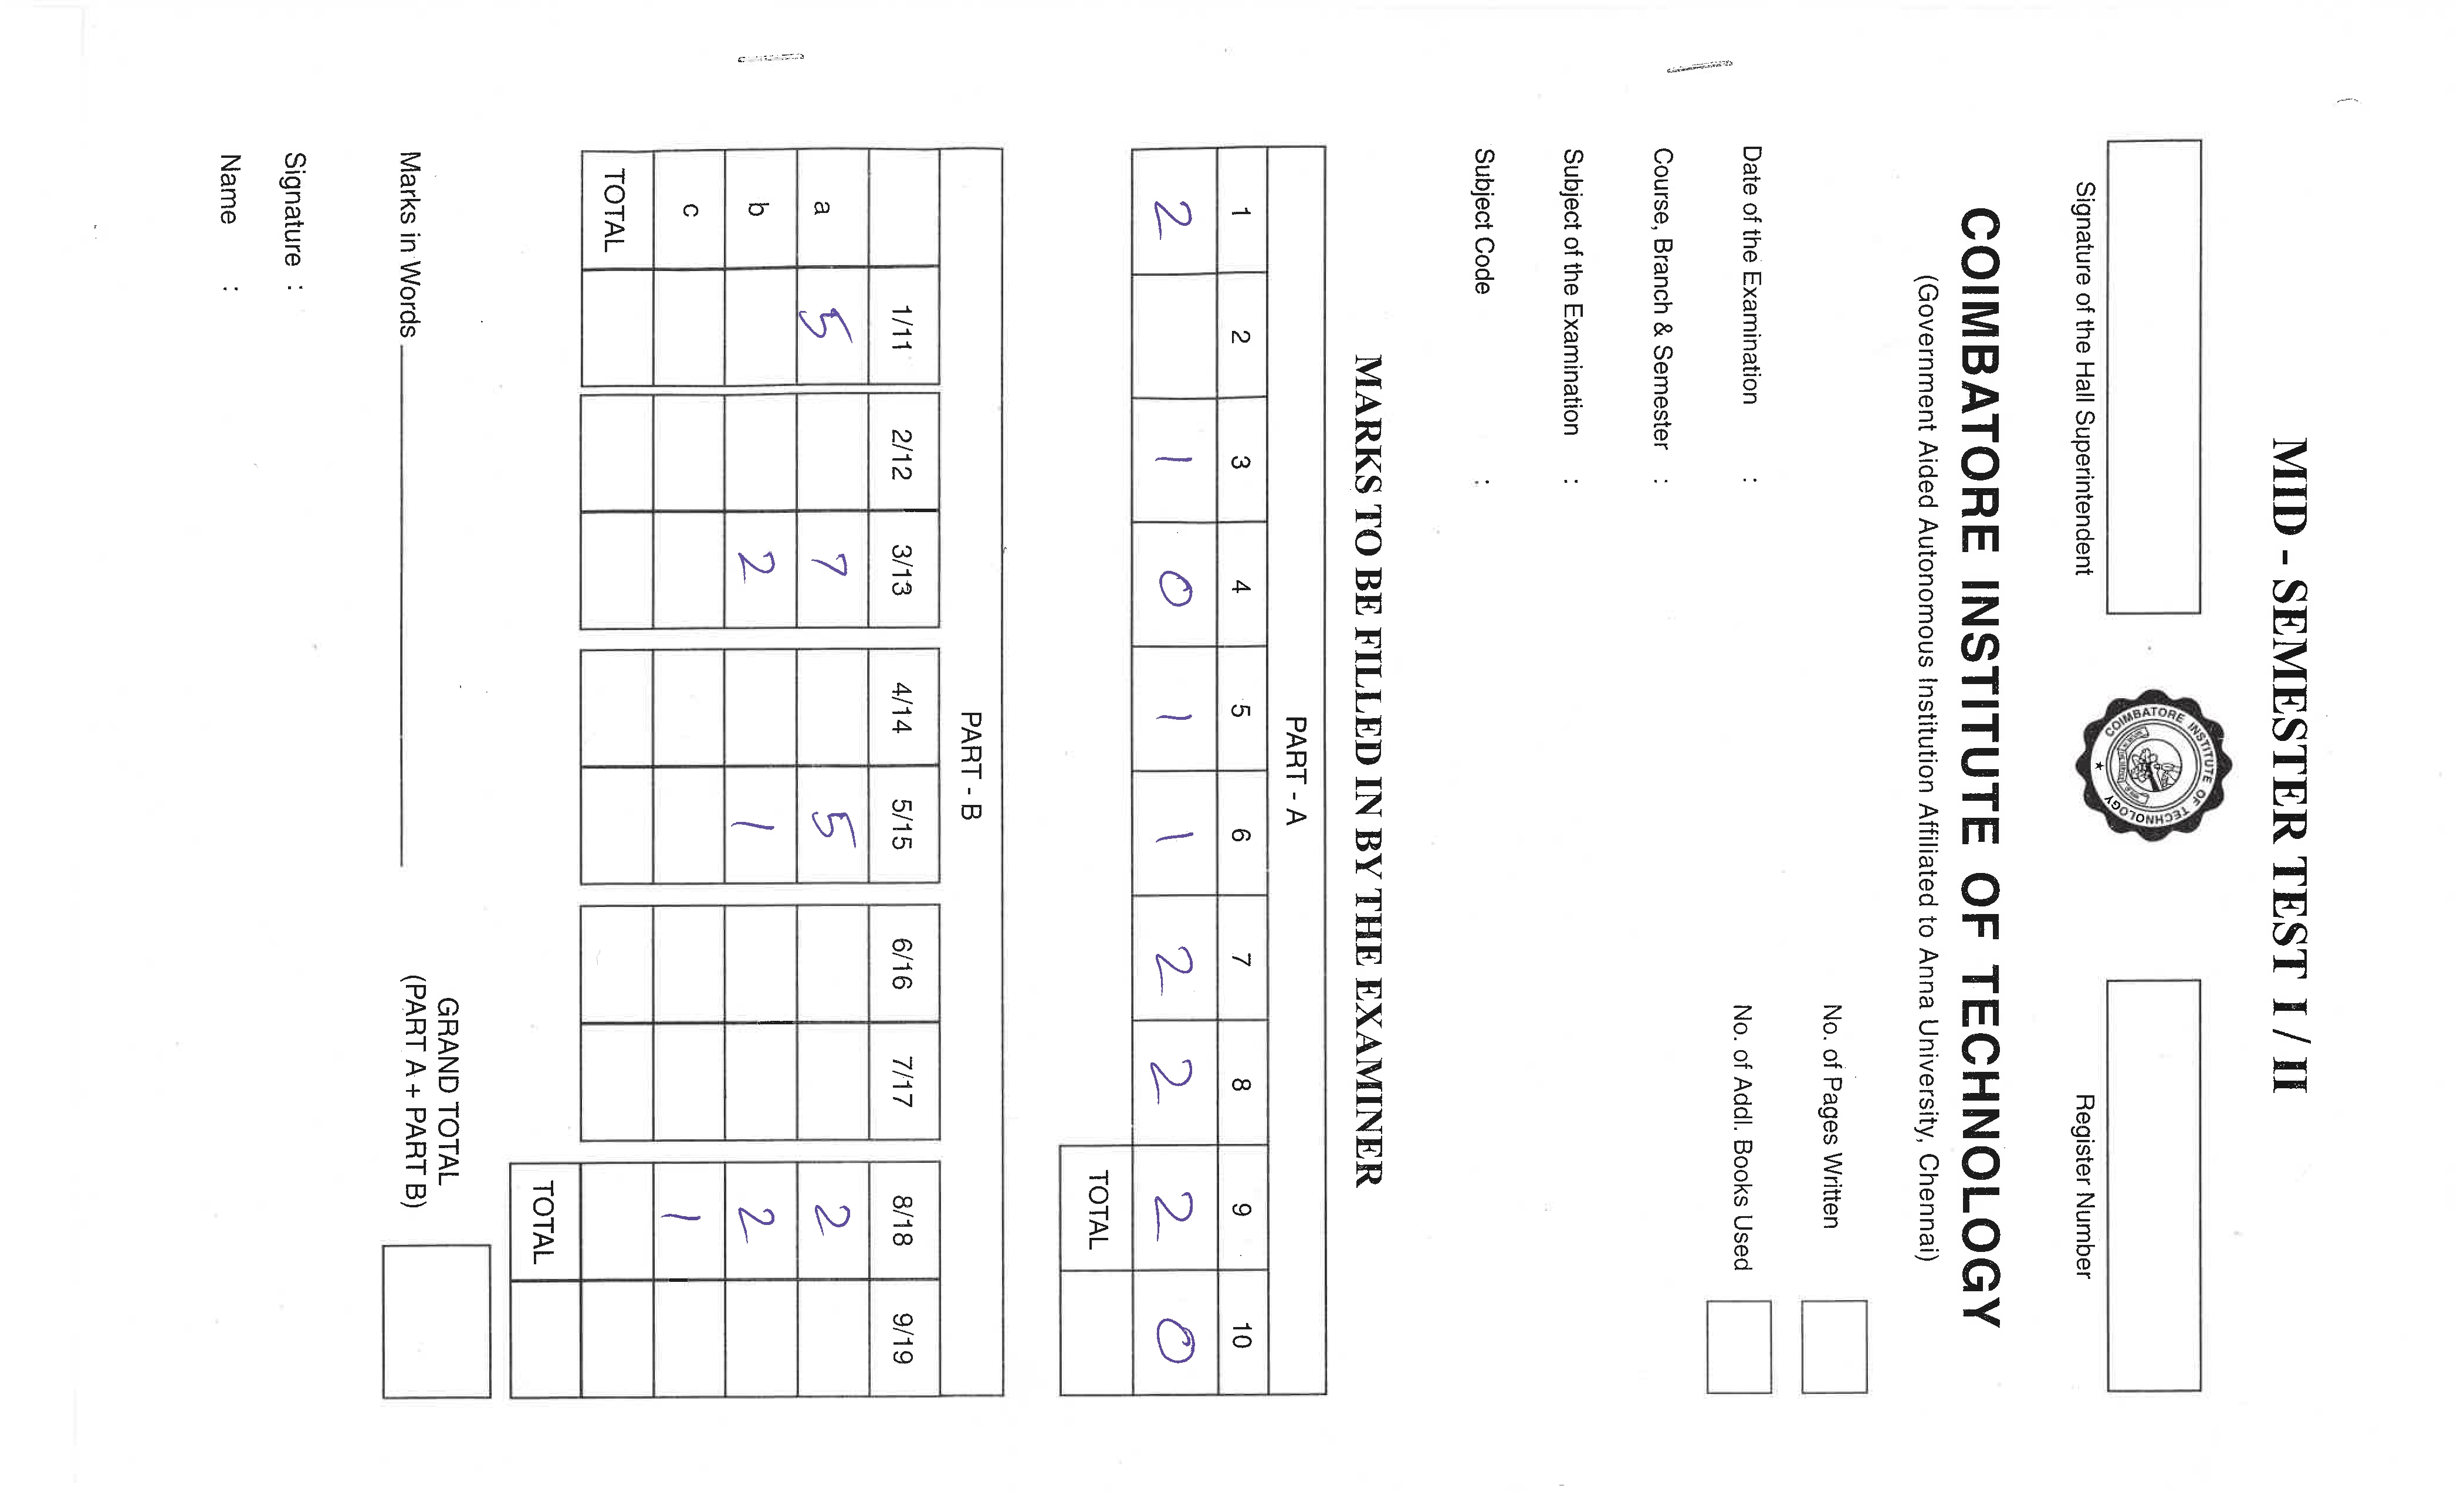 MID - SEMESTER TEST I / II
COIMBATORE INSTITUTE OF TECHNOLOGY
Signature of the Hall Superintendent
Register Number
COIMBATORE INSTITUTE OF TECHNOLOGY
(Government Aided Autonomous Institution Affiliated to Anna University, Chennai)
No. of Pages Written
Date of the Examination :
No. of Addl. Books Used
Course, Branch & Semester :
Subject of the Examination :
Subject Code :
MARKS TO BE FILLED IN BY THE EXAMINER
PART - A
1 2 3 4 5 6 7 8 9 10
2 1 0 1 1 2 2 2 0
TOTAL
PART - B
1/11 2/12 3/13 4/14 5/15 6/16 7/17 8/18 9/19
a 5 7 5 2
b 2 1 2
c 1
TOTAL
TOTAL
GRAND TOTAL
(PART A + PART B)
Marks in Words
Signature :
Name :